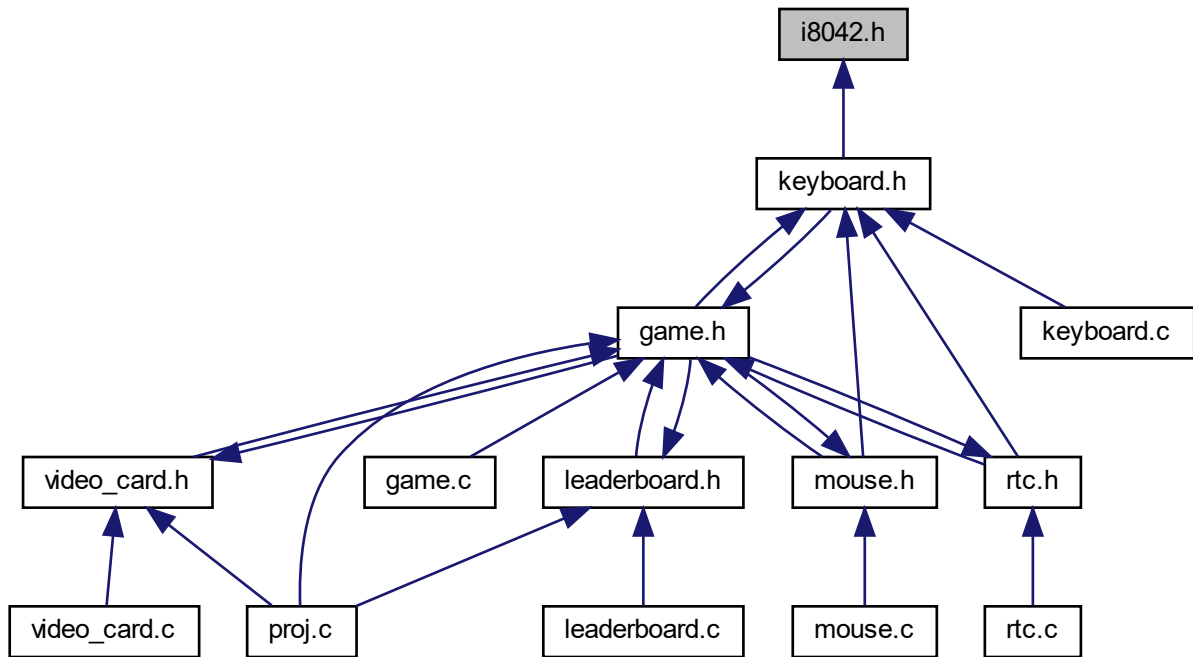 i8042.h
keyboard.h
game.h
keyboard.c
video_card.h
game.c
leaderboard.h
mouse.h
rtc.h
video_card.c
proj.c
leaderboard.c
mouse.c
rtc.c